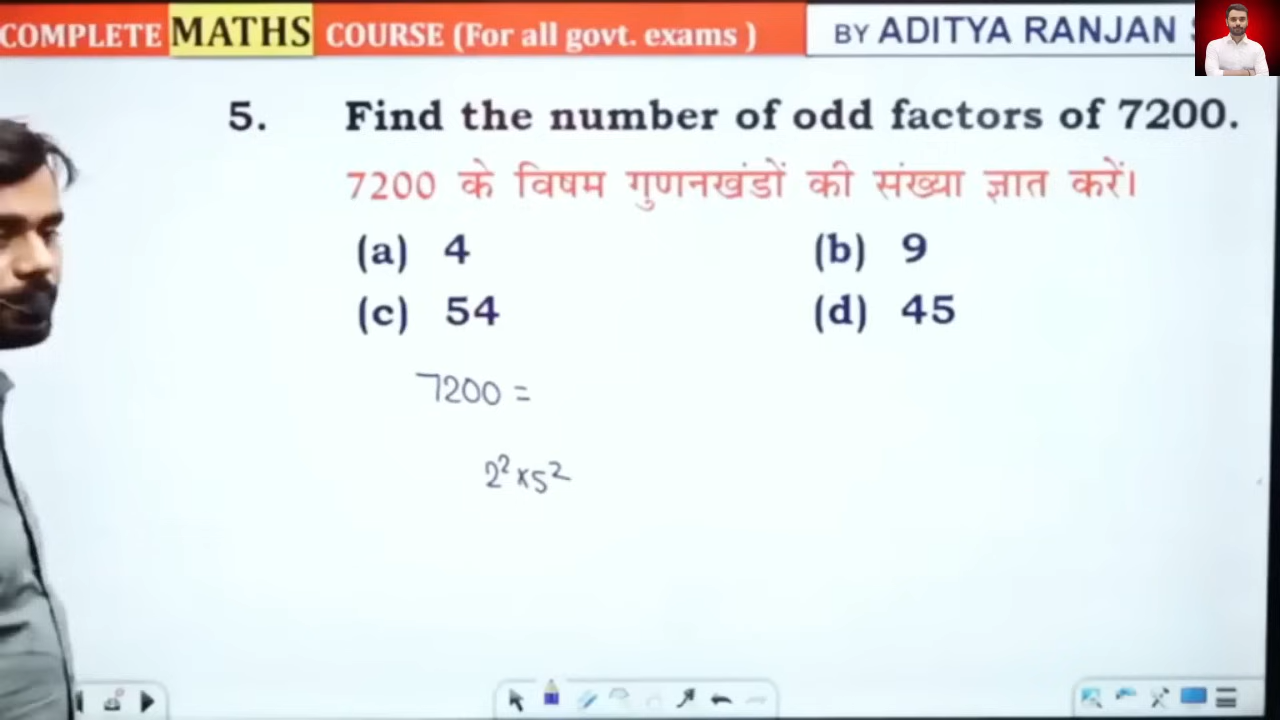 COMPLETE MATHS COURSE (For all govt. exams ) BY ADITYA RANJAN
5. Find the number of odd factors of 7200.
7200 के विषम गुणनखंडों की संख्या ज्ञात करें।
(a) 4 (b) 9
(c) 54 (d) 45
7200 =
2² × 5²